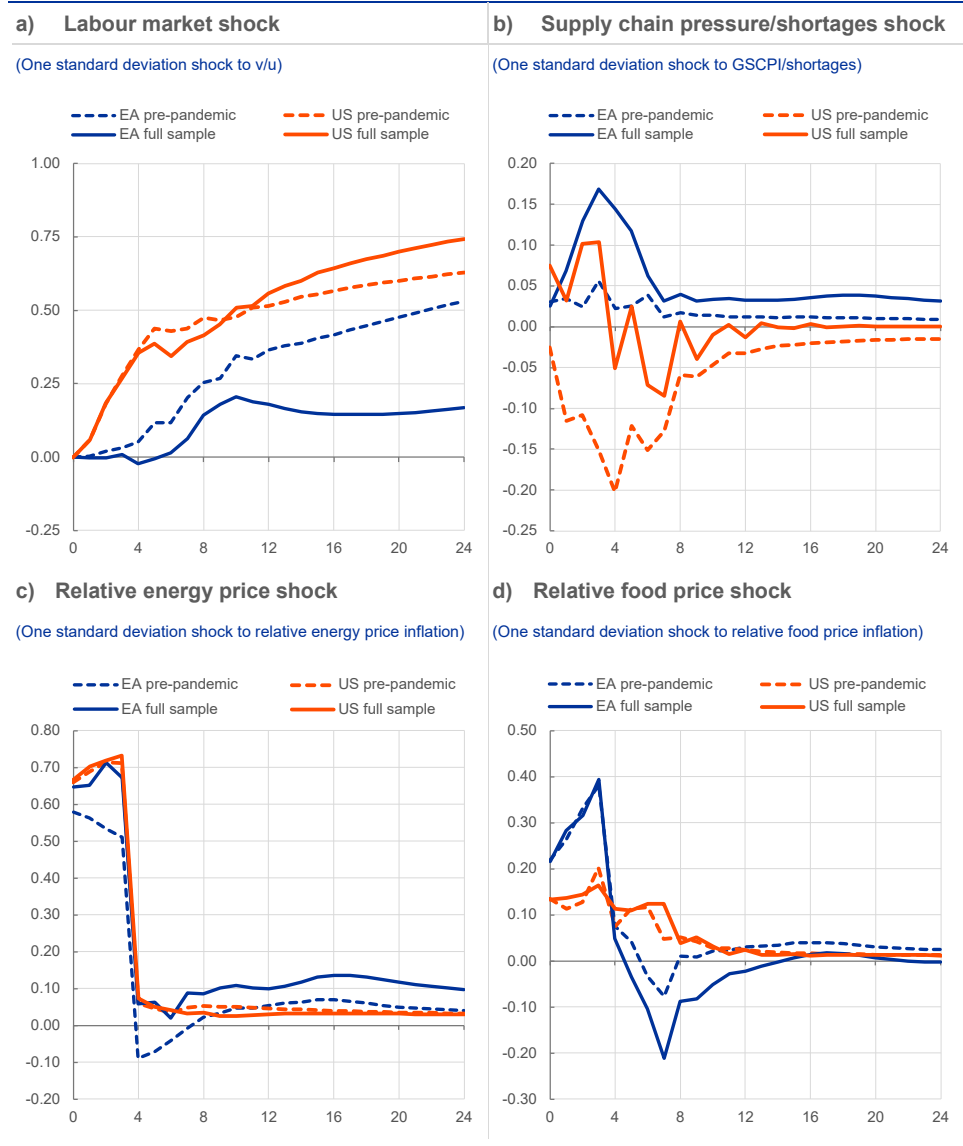 a) Labour market shock
(One standard deviation shock to v/u)
EA pre-pandemic US pre-pandemic
EA full sample US full sample
1.00
0.75
0.50
0.25
0.00
-0.25
0 4 8 12 16 20 24
b) Supply chain pressure/shortages shock
(One standard deviation shock to GSCPI/shortages)
EA pre-pandemic US pre-pandemic
EA full sample US full sample
0.20
0.15
0.10
0.05
0.00
-0.05
-0.10
-0.15
-0.20
-0.25
0 4 8 12 16 20 24
c) Relative energy price shock
(One standard deviation shock to relative energy price inflation)
EA pre-pandemic US pre-pandemic
EA full sample US full sample
0.80
0.70
0.60
0.50
0.40
0.30
0.20
0.10
0.00
-0.10
-0.20
0 4 8 12 16 20 24
d) Relative food price shock
(One standard deviation shock to relative food price inflation)
EA pre-pandemic US pre-pandemic
EA full sample US full sample
0.50
0.40
0.30
0.20
0.10
0.00
-0.10
-0.20
-0.30
0 4 8 12 16 20 24